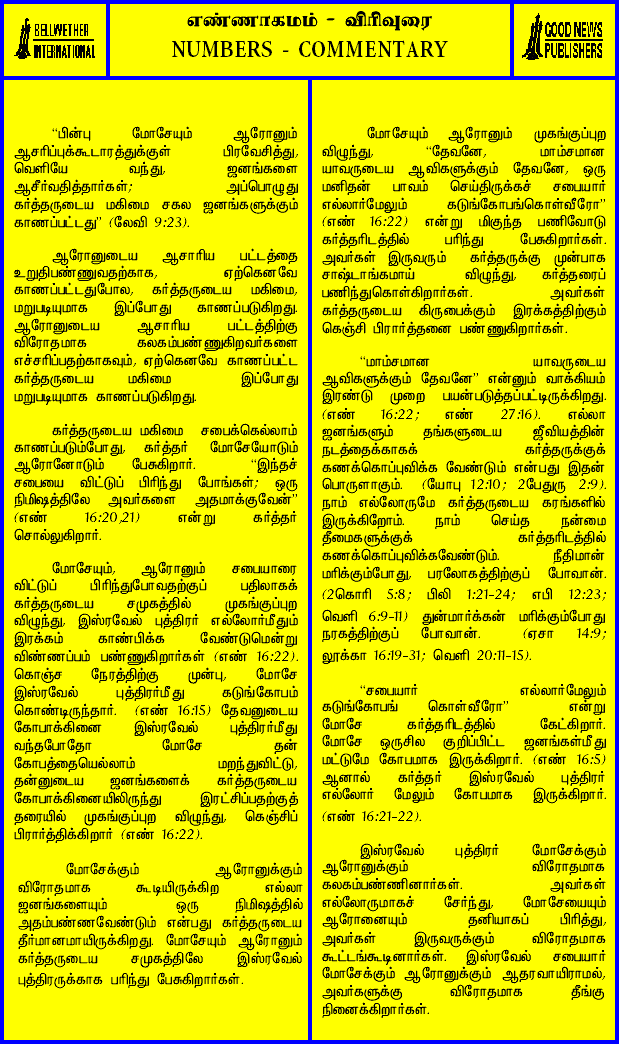 BELLWETHER
INTERNATIONAL
எண்ணாகமம் - விரிவுரை
NUMBERS - COMMENTARY
GOOD NEWS
PUBLISHERS
“பின்பு மோசேயும் ஆரோனும்
ஆசரிப்புக்கூடாரத்துக்குள் பிரவேசித்து,
வெளியே வந்து, ஜனங்களை
ஆசீர்வதித்தார்கள்; அப்பொழுது
கர்த்தருடைய மகிமை சகல ஜனங்களுக்கும்
காணப்பட்டது” (லேவி 9:23).
ஆரோனுடைய ஆசாரிய பட்டத்தை
உறுதிபண்ணுவதற்காக, ஏற்கெனவே
காணப்பட்டதுபோல, கர்த்தருடைய மகிமை,
மறுபடியுமாக இப்போது காணப்படுகிறது.
ஆரோனுடைய ஆசாரிய பட்டத்திற்கு
விரோதமாக கலகம்பண்ணுகிறவர்களை
எச்சரிப்பதற்காகவும், ஏற்கெனவே காணப்பட்ட
கர்த்தருடைய மகிமை இப்போது
மறுபடியுமாக காணப்படுகிறது.
கர்த்தருடைய மகிமை சபைக்கெல்லாம்
காணப்படும்போது, கர்த்தர் மோசேயோடும்
ஆரோனோடும் பேசுகிறார். “இந்தச்
சபையை விட்டுப் பிரிந்து போங்கள்; ஒரு
நிமிஷத்திலே அவர்களை அதமாக்குவேன்”
(எண் 16:20,21) என்று கர்த்தர்
சொல்லுகிறார்.
மோசேயும், ஆரோனும் சபையாரை
விட்டுப் பிரிந்துபோவதற்குப் பதிலாகக்
கர்த்தருடைய சமுகத்தில் முகங்குப்புற
விழுந்து, இஸ்ரவேல் புத்திரர் எல்லோர்மீதும்
இரக்கம் காண்பிக்க வேண்டுமென்று
விண்ணப்பம் பண்ணுகிறார்கள் (எண் 16:22).
கொஞ்ச நேரத்திற்கு முன்பு, மோசே
இஸ்ரவேல் புத்திரர்மீது கடுங்கோபம்
கொண்டிருந்தார். (எண் 16:15) தேவனுடைய
கோபாக்கினை இஸ்ரவேல் புத்திரர்மீது
வந்தபோதோ மோசே தன்
கோபத்தையெல்லாம் மறந்துவிட்டு,
தன்னுடைய ஜனங்களைக் கர்த்தருடைய
கோபாக்கினையிலிருந்து இரட்சிப்பதற்குத்
தரையில் முகங்குப்புற விழுந்து, கெஞ்சிப்
பிரார்த்திக்கிறார் (எண் 16:22).
மோசேக்கும் ஆரோனுக்கும்
விரோதமாக கூடியிருக்கிற எல்லா
ஜனங்களையும் ஒரு நிமிஷத்தில்
அதம்பண்ணவேண்டும் என்பது கர்த்தருடைய
தீர்மானமாயிருக்கிறது. மோசேயும் ஆரோனும்
கர்த்தருடைய சமுகத்திலே இஸ்ரவேல்
புத்திரருக்காக பரிந்து பேசுகிறார்கள்.
மோசேயும் ஆரோனும் முகங்குப்புற
விழுந்து, “தேவனே, மாம்சமான
யாவருடைய ஆவிகளுக்கும் தேவனே, ஒரு
மனிதன் பாவம் செய்திருக்கச் சபையார்
எல்லார்மேலும் கடுங்கோபங்கொள்வீரோ”
(எண் 16:22) என்று மிகுந்த பணிவோடு
கர்த்தரிடத்தில் பரிந்து பேசுகிறார்கள்.
அவர்கள் இருவரும் கர்த்தருக்கு முன்பாக
சாஷ்டாங்கமாய் விழுந்து, கர்த்தரைப்
பணிந்துகொள்கிறார்கள். அவர்கள்
கர்த்தருடைய கிருபைக்கும் இரக்கத்திற்கும்
கெஞ்சி பிரார்த்தனை பண்ணுகிறார்கள்.
“மாம்சமான யாவருடைய
ஆவிகளுக்கும் தேவனே” என்னும் வாக்கியம்
இரண்டு முறை பயன்படுத்தப்பட்டிருக்கிறது.
(எண் 16:22; எண் 27:16). எல்லா
ஜனங்களும் தங்களுடைய ஜீவியத்தின்
நடத்தைக்காகக் கர்த்தருக்குக்
கணக்கொப்புவிக்க வேண்டும் என்பது இதன்
பொருளாகும். (யோபு 12:10; 2பேதுரு 2:9).
நாம் எல்லோருமே கர்த்தருடைய கரங்களில்
இருக்கிறோம். நாம் செய்த நன்மை
தீமைகளுக்குக் கர்த்தரிடத்தில்
கணக்கொப்புவிக்கவேண்டும். நீதிமான்
மரிக்கும்போது, பரலோகத்திற்குப் போவான்.
(2கொரி 5:8; பிலி 1:21-24; எபி 12:23;
வெளி 6:9-11) துன்மார்க்கன் மரிக்கும்போது
நரகத்திற்குப் போவான். (ஏசா 14:9;
லூக்கா 16:19-31; வெளி 20:11-15).
“சபையார் எல்லார்மேலும்
கடுங்கோபங் கொள்வீரோ” என்று
மோசே கர்த்தரிடத்தில் கேட்கிறார்.
மோசே ஒருசில குறிப்பிட்ட ஜனங்கள்மீது
மட்டுமே கோபமாக இருக்கிறார். (எண் 16:5)
ஆனால் கர்த்தர் இஸ்ரவேல் புத்திரர்
எல்லோர் மேலும் கோபமாக இருக்கிறார்.
(எண் 16:21-22).
இஸ்ரவேல் புத்திரர் மோசேக்கும்
ஆரோனுக்கும் விரோதமாக
கலகம்பண்ணினார்கள். அவர்கள்
எல்லோருமாகச் சேர்ந்து, மோசேயையும்
ஆரோனையும் தனியாகப் பிரித்து,
அவர்கள் இருவருக்கும் விரோதமாக
கூட்டங்கூடினார்கள். இஸ்ரவேல் சபையார்
மோசேக்கும் ஆரோனுக்கும் ஆதரவாயிராமல்,
அவர்களுக்கு விரோதமாக தீங்கு
நினைக்கிறார்கள்.